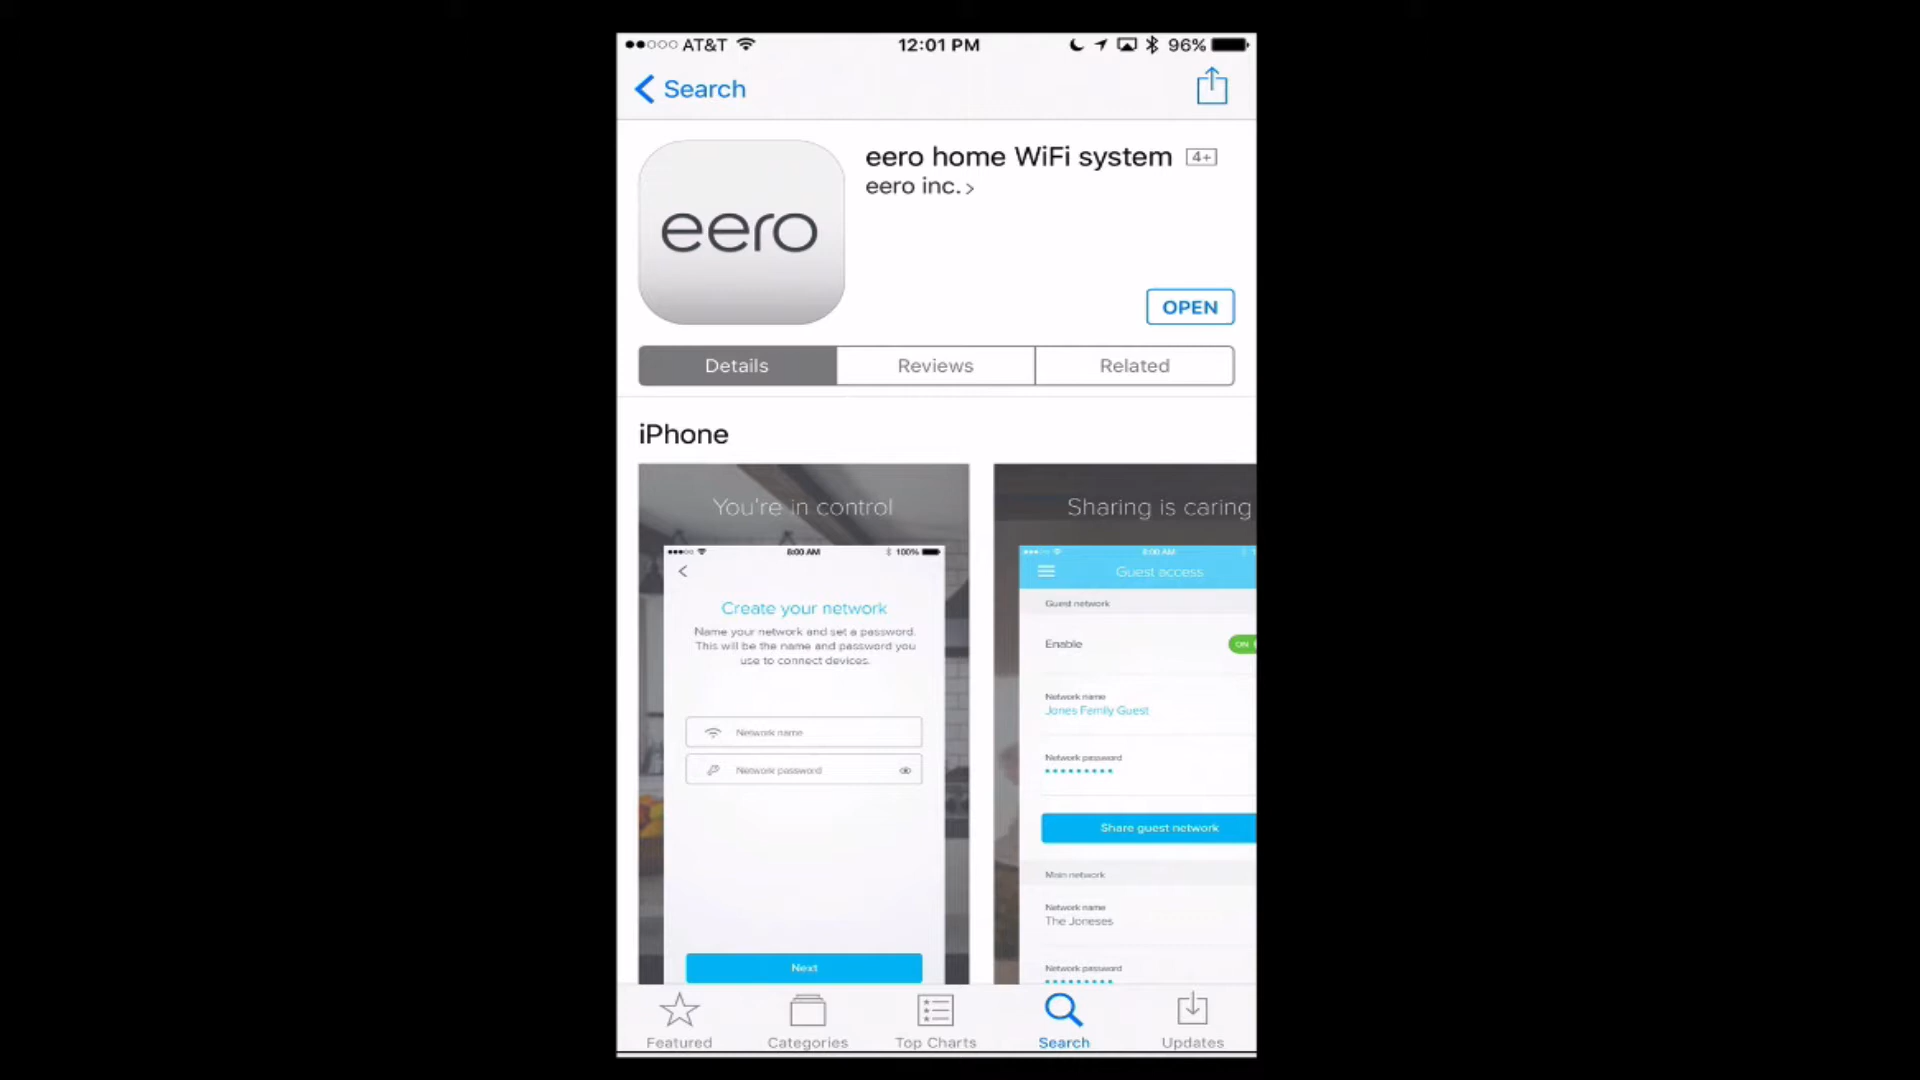 AT&T 12:01 PM 96%
Search
eero home WiFi system 4+
eero inc. >
eero
OPEN
Details Reviews Related
iPhone
You're in control
8:00 AM 100%
Create your network
Name your network and set a password.
This will be the name and password you
use to connect devices.
Network name
Network password
Next
Sharing is caring
8:00 AM
Guest access
Guest network
Enable ON
Network name
Jones Family Guest
Network password
Share guest network
Main network
Network name
The Joneses
Network password
Featured Categories Top Charts Search Updates